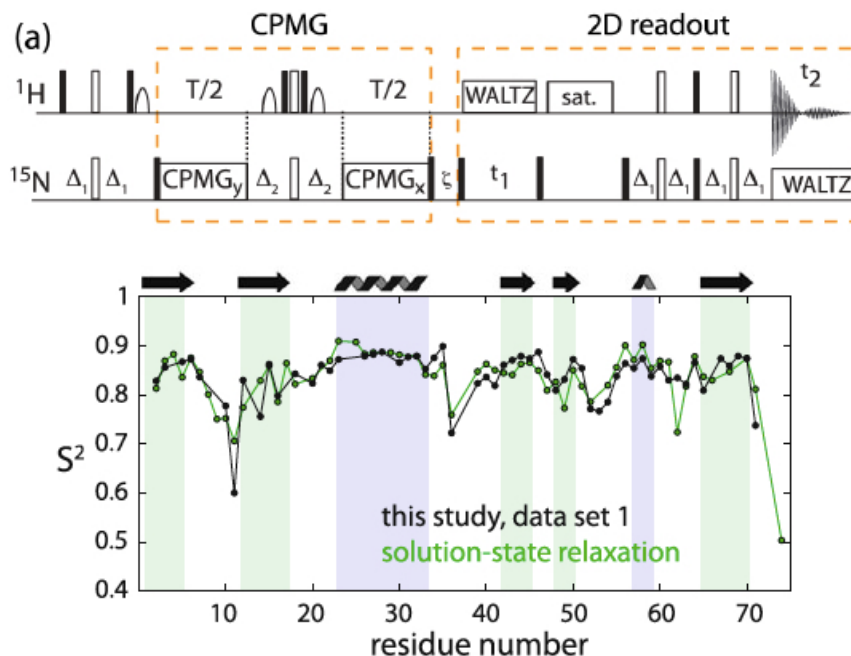 (a) CPMG 2D readout
¹H T/2 T/2 WALTZ sat. t₂
¹⁵N Δ₁ Δ₁ CPMGy Δ₂ Δ₂ CPMGx ζ t₁ Δ₁ Δ₁ Δ₁ Δ₁ WALTZ
1
0.9
0.8
0.7
0.6
0.5
0.4
S²
this study, data set 1
solution-state relaxation
10 20 30 40 50 60 70
residue number